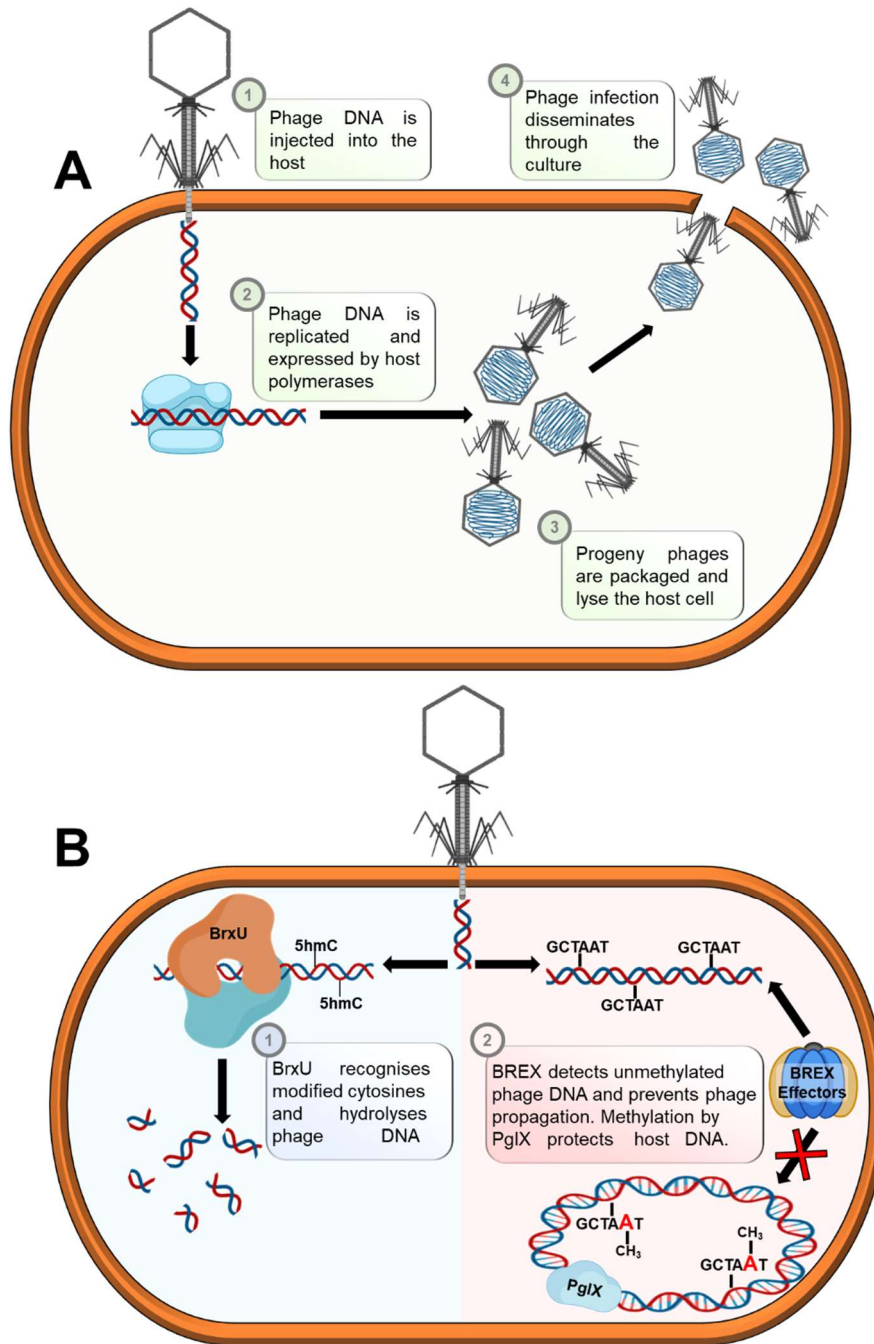 A
1
Phage DNA is
injected into the
host
2
Phage DNA is
replicated and
expressed by host
polymerases
3
Progeny phages
are packaged and
lyse the host cell
4
Phage infection
disseminates
through the
culture
B
BrxU
5hmC
5hmC
1
BrxU recognises
modified cytosines
and hydrolyses
phage DNA
GCTAAT
GCTAAT
GCTAAT
2
BREX detects unmethylated
phage DNA and prevents phage
propagation. Methylation by
PglX protects host DNA.
BREX
Effectors
GCTAAT
CH₃
CH₃
GCTAAT
PglX